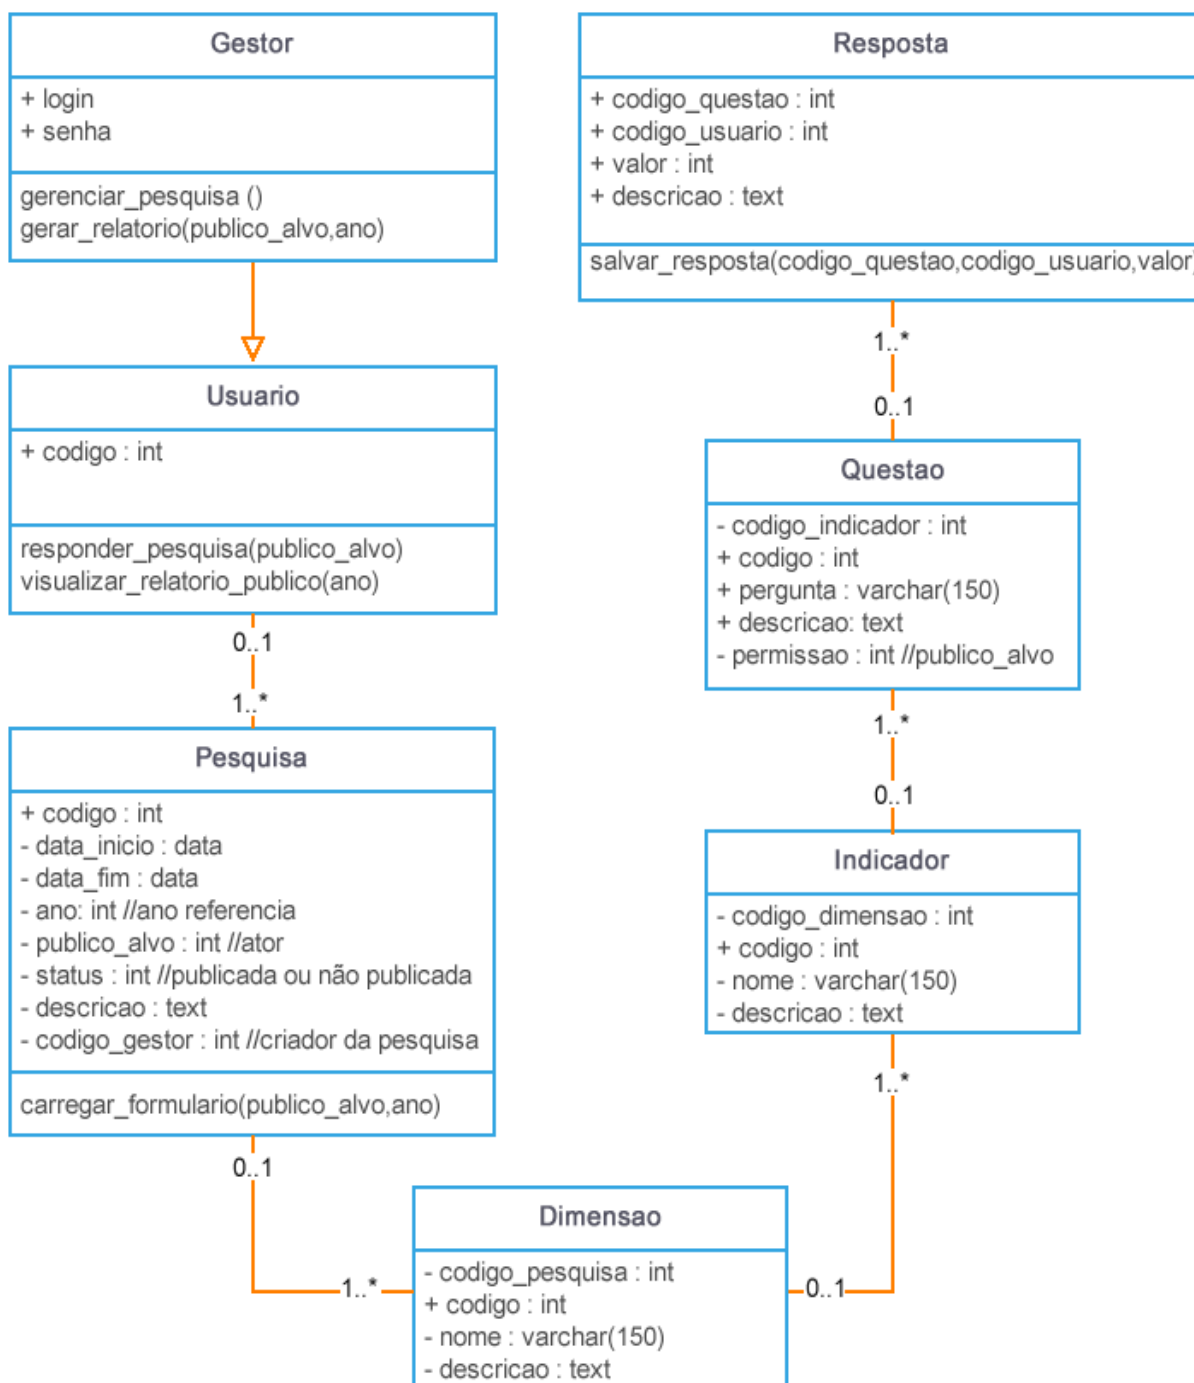 Gestor
+ login
+ senha
gerenciar_pesquisa ()
gerar_relatorio(publico_alvo,ano)
Usuario
+ codigo : int
responder_pesquisa(publico_alvo)
visualizar_relatorio_publico(ano)
0..1
1..*
Pesquisa
+ codigo : int
- data_inicio : data
- data_fim : data
- ano: int //ano referencia
- publico_alvo : int //ator
- status : int //publicada ou não publicada
- descricao : text
- codigo_gestor : int //criador da pesquisa
carregar_formulario(publico_alvo,ano)
0..1
1..*
Dimensao
- codigo_pesquisa : int
+ codigo : int
- nome : varchar(150)
- descricao : text
0..1
1..*
Indicador
- codigo_dimensao : int
+ codigo : int
- nome : varchar(150)
- descricao : text
0..1
1..*
Questao
- codigo_indicador : int
+ codigo : int
+ pergunta : varchar(150)
+ descricao: text
- permissao : int //publico_alvo
0..1
1..*
Resposta
+ codigo_questao : int
+ codigo_usuario : int
+ valor : int
+ descricao : text
salvar_resposta(codigo_questao,codigo_usuario,valor)